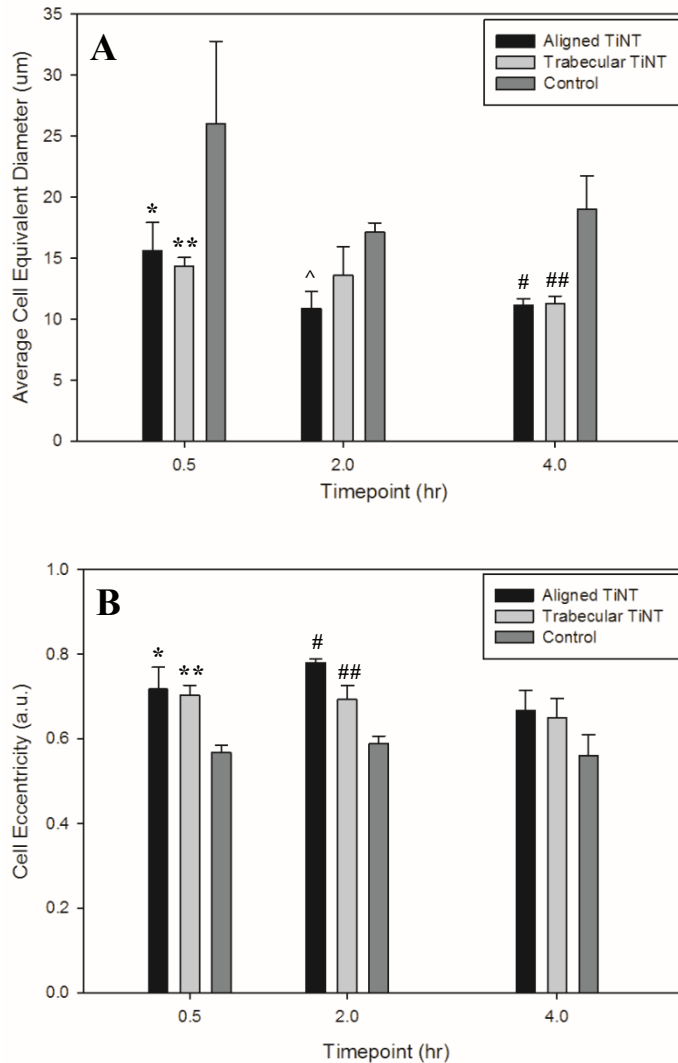 A
Aligned TiNT
Trabecular TiNT
Control
Average Cell Equivalent Diameter (um)
35
30
25
20
15
10
5
0
*
**
^
#
##
0.5 2.0 4.0
Timepoint (hr)
B
Aligned TiNT
Trabecular TiNT
Control
Cell Eccentricity (a.u.)
1.0
0.8
0.6
0.4
0.2
0.0
*
**
#
##
0.5 2.0 4.0
Timepoint (hr)